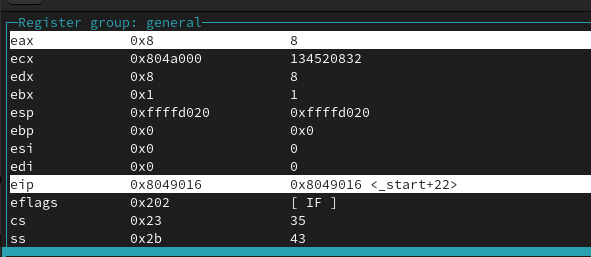 Register group: general
eax 0x8 8
ecx 0x804a000 134520832
edx 0x8 8
ebx 0x1 1
esp 0xffffd020 0xffffd020
ebp 0x0 0x0
esi 0x0 0
edi 0x0 0
eip 0x8049016 0x8049016 <_start+22>
eflags 0x202 [ IF ]
cs 0x23 35
ss 0x2b 43